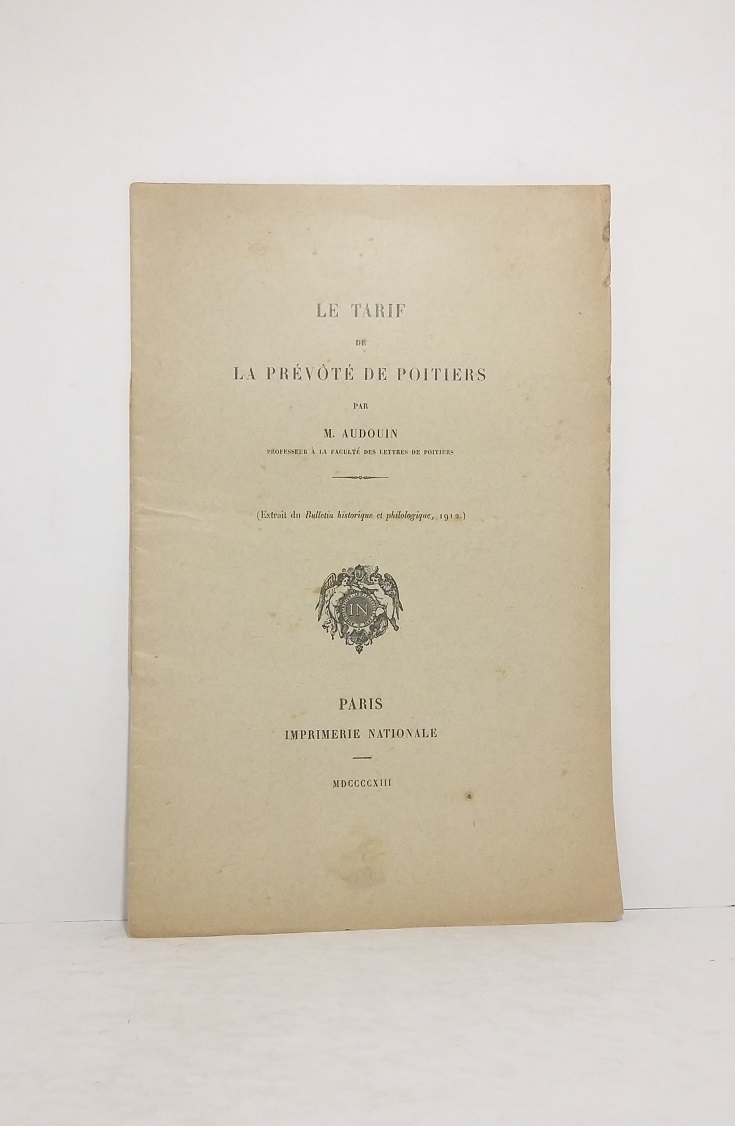 LE TARIF
DE
LA PRÉVÔTÉ DE POITIERS
PAR
M. AUDOUIN
PROFESSEUR À LA FACULTÉ DES LETTRES DE POITIERS
(Extrait du Bulletin historique et philologique, 1912.)
IN
PARIS
IMPRIMERIE NATIONALE
MDCCCCXIII